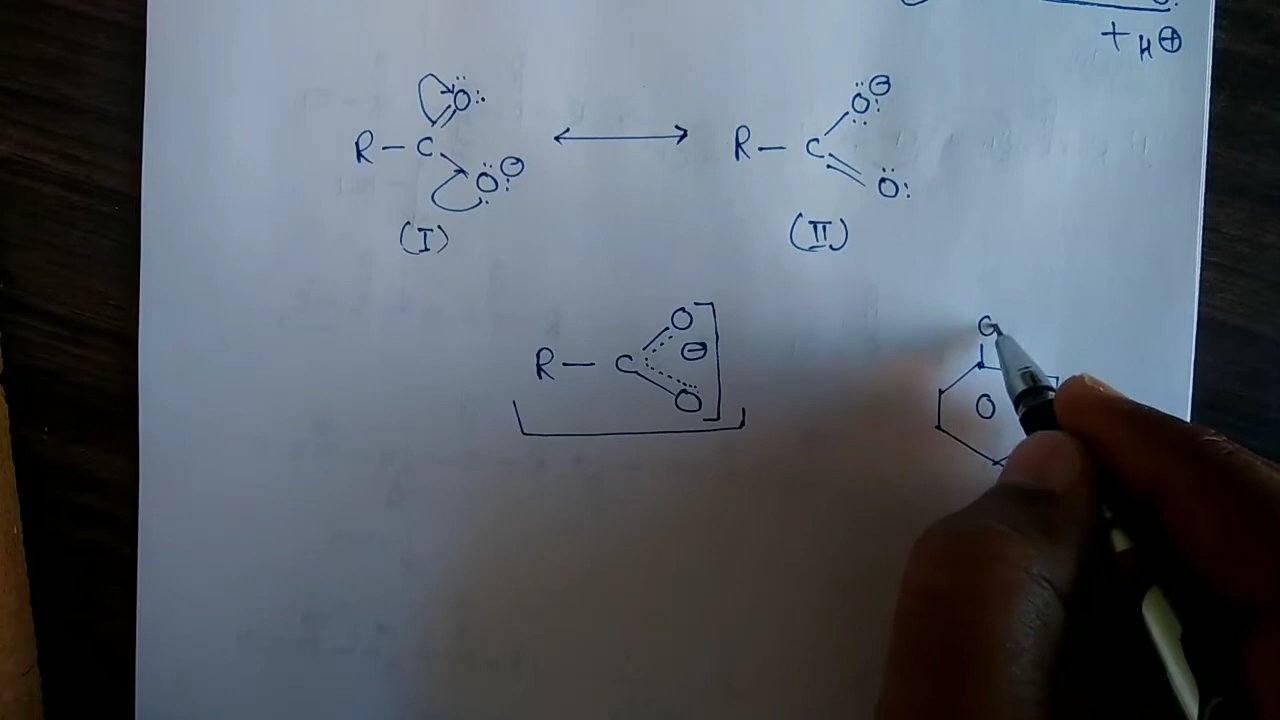 + H⊕
R – C = Ö: Ö:⊖ ⟷ R – C – Ö:⊖ = Ö:
(I) (II)
R – C O ⊖ O ]
O